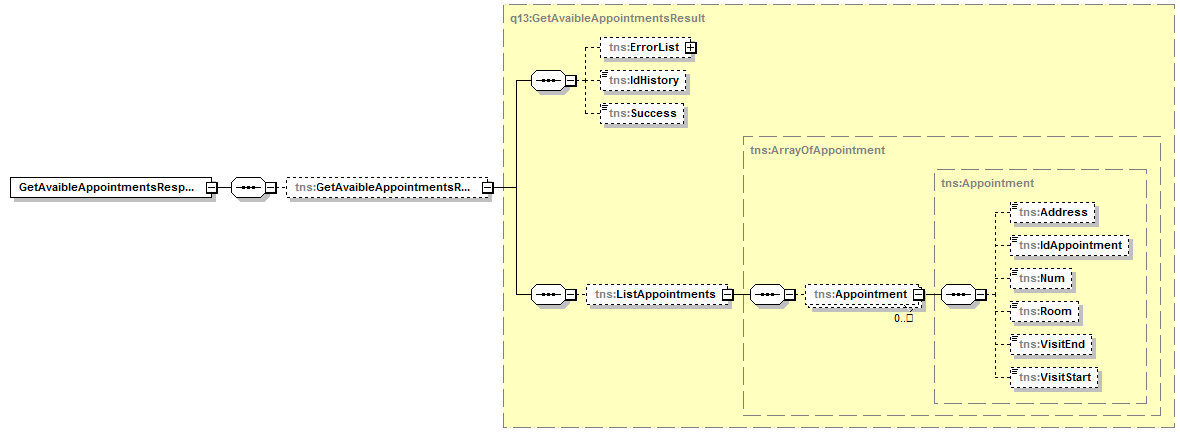 q13:GetAvaibleAppointmentsResult
tns:ErrorList
tns:IdHistory
tns:Success
tns:ArrayOfAppointment
tns:Appointment
GetAvaibleAppointmentsResp...
tns:GetAvaibleAppointmentsR...
tns:Address
tns:IdAppointment
tns:Num
tns:ListAppointments
tns:Appointment
0..□
tns:Room
tns:VisitEnd
tns:VisitStart